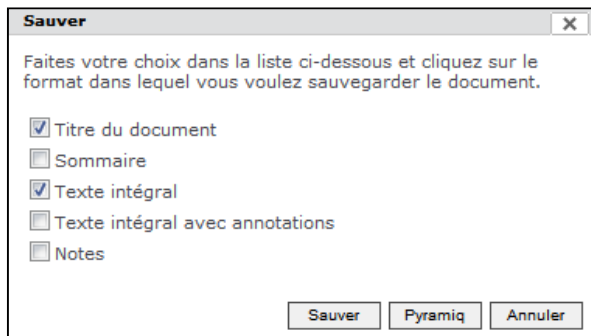 Sauver
Faites votre choix dans la liste ci-dessous et cliquez sur le
format dans lequel vous voulez sauvegarder le document.
Titre du document
Sommaire
Texte intégral
Texte intégral avec annotations
Notes
Sauver Pyramiq Annuler